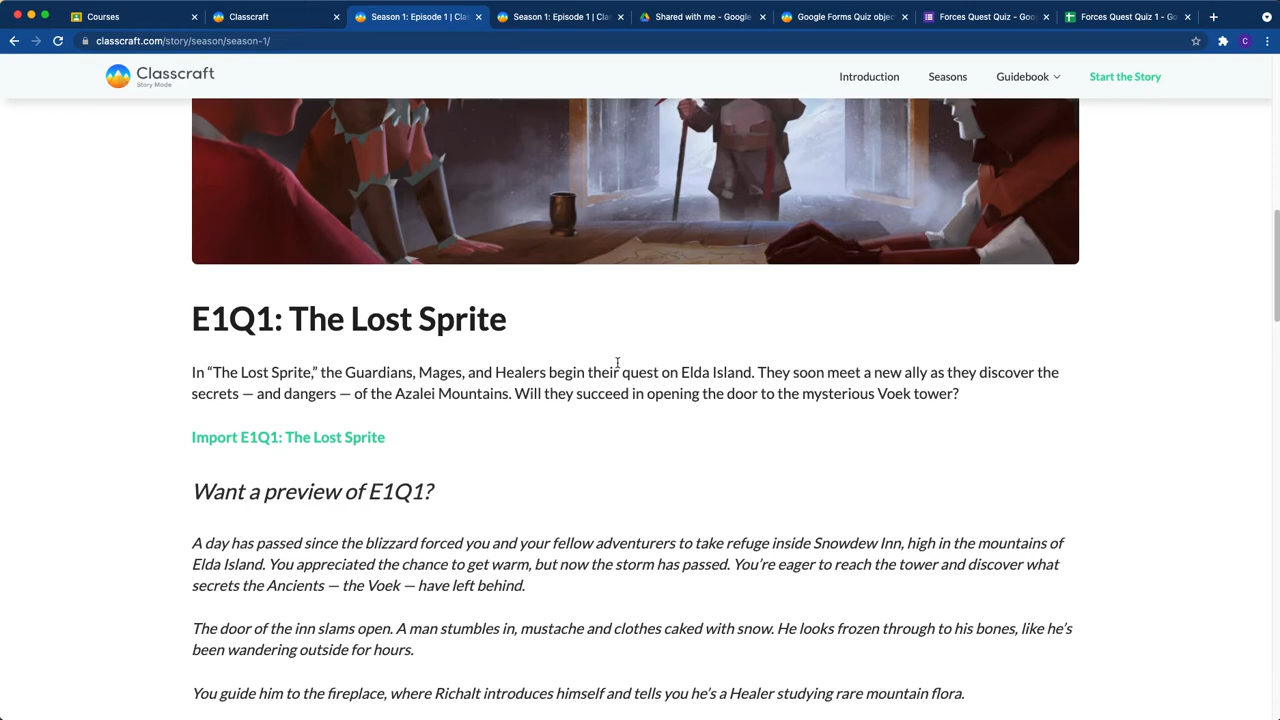 Courses
Classcraft
Season 1: Episode 1 | Clas
Season 1: Episode 1 | Cla
Shared with me - Google
Google Forms Quiz objec
Forces Quest Quiz - Goo
Forces Quest Quiz 1 - Go
classcraft.com/story/season/season-1/
C
Classcraft
Story Mode
Introduction
Seasons
Guidebook
Start the Story
E1Q1: The Lost Sprite
In “The Lost Sprite,” the Guardians, Mages, and Healers begin their quest on Elda Island. They soon meet a new ally as they discover the
secrets — and dangers — of the Azalei Mountains. Will they succeed in opening the door to the mysterious Voek tower?
Import E1Q1: The Lost Sprite
Want a preview of E1Q1?
A day has passed since the blizzard forced you and your fellow adventurers to take refuge inside Snowdew Inn, high in the mountains of
Elda Island. You appreciated the chance to get warm, but now the storm has passed. You’re eager to reach the tower and discover what
secrets the Ancients — the Voek — have left behind.
The door of the inn slams open. A man stumbles in, mustache and clothes caked with snow. He looks frozen through to his bones, like he’s
been wandering outside for hours.
You guide him to the fireplace, where Richalt introduces himself and tells you he’s a Healer studying rare mountain flora.